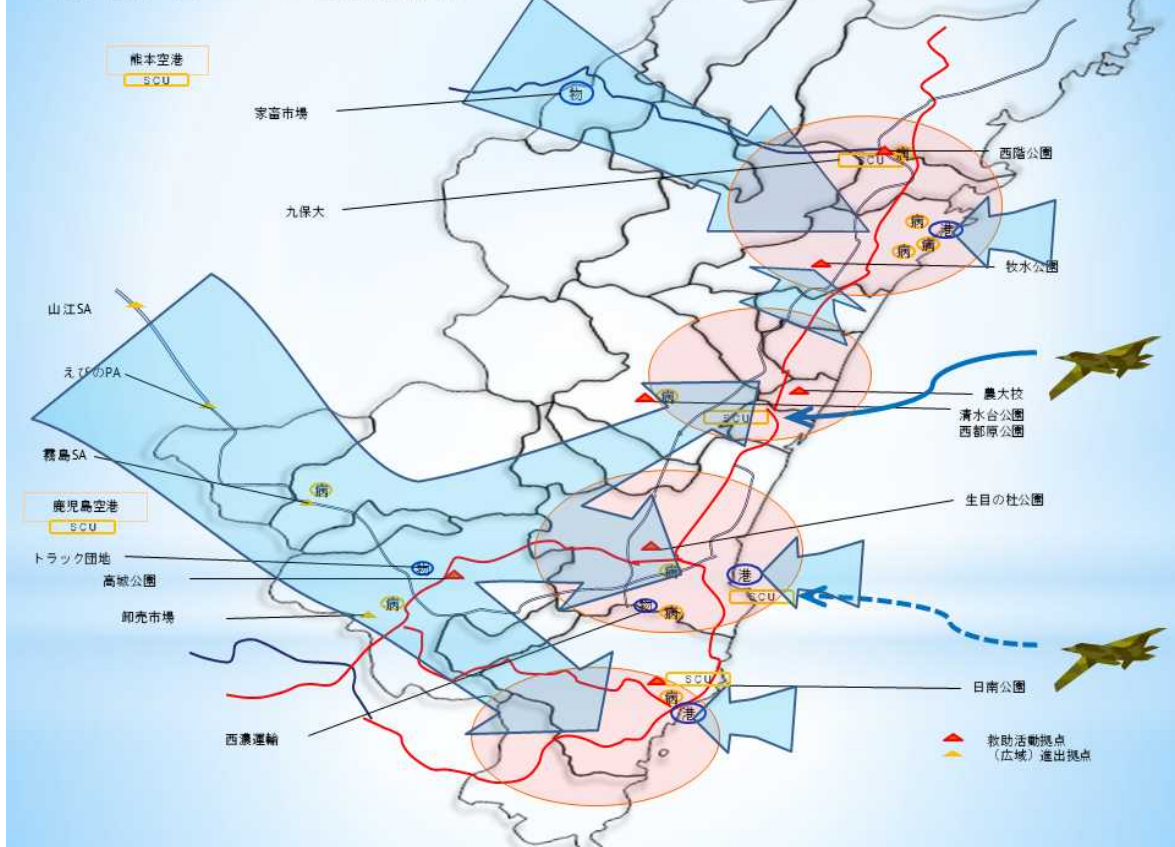 熊本空港
SCU
物
家畜市場
西階公園
SCU
病
九保大
病
港
病
病
牧水公園
山江SA
えびのPA
農大技
病
SCU
清水台公園
西都原公園
霧島SA
病
鹿児島空港
SCU
生目の杜公園
トラック団地
物
高城公園
病
港
SCU
病
卸売市場
物
病
SCU
日南公園
病
港
西濃運輸
救助活動拠点
(広域)進出拠点